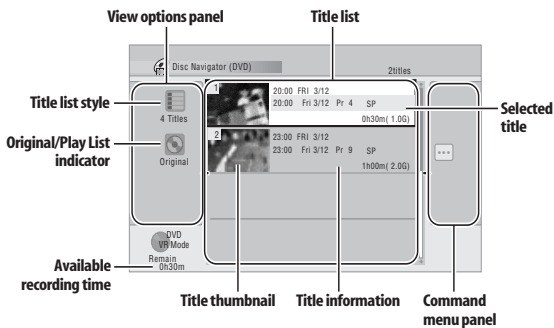 View options panel
Title list
Disc Navigator (DVD)
2titles
Title list style
4 Titles
Original/Play List
indicator
Original
1
20:00 FRI 3/12
20:00 Fri 3/12 Pr 4 SP
0h30m( 1.0G)
Selected
title
2
23:00 FRI 3/12
23:00 Fri 3/12 Pr 9 SP
1h00m( 2.0G)
DVD
VR Mode
Remain
0h30m
Available
recording time
Title thumbnail
Title information
Command
menu panel